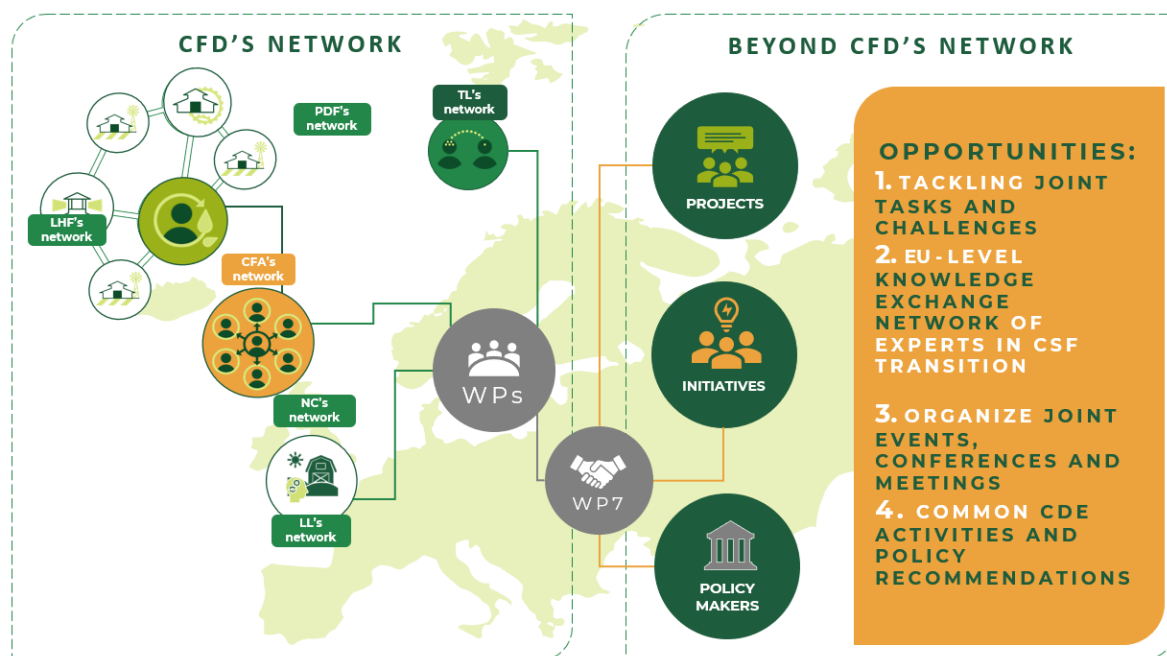 CFD'S NETWORK
PDF's
network
TL's
network
LHF's
network
CFA's
network
WPs
NC's
network
LL's
network
WP7
BEYOND CFD'S NETWORK
PROJECTS
INITIATIVES
POLICY
MAKERS
OPPORTUNITIES:
1. TACKLING JOINT
TASKS AND
CHALLENGES
2. EU-LEVEL
KNOWLEDGE
EXCHANGE
NETWORK OF
EXPERTS IN CSF
TRANSITION
3. ORGANIZE JOINT
EVENTS,
CONFERENCES AND
MEETINGS
4. COMMON CDE
ACTIVITIES AND
POLICY
RECOMMENDATIONS